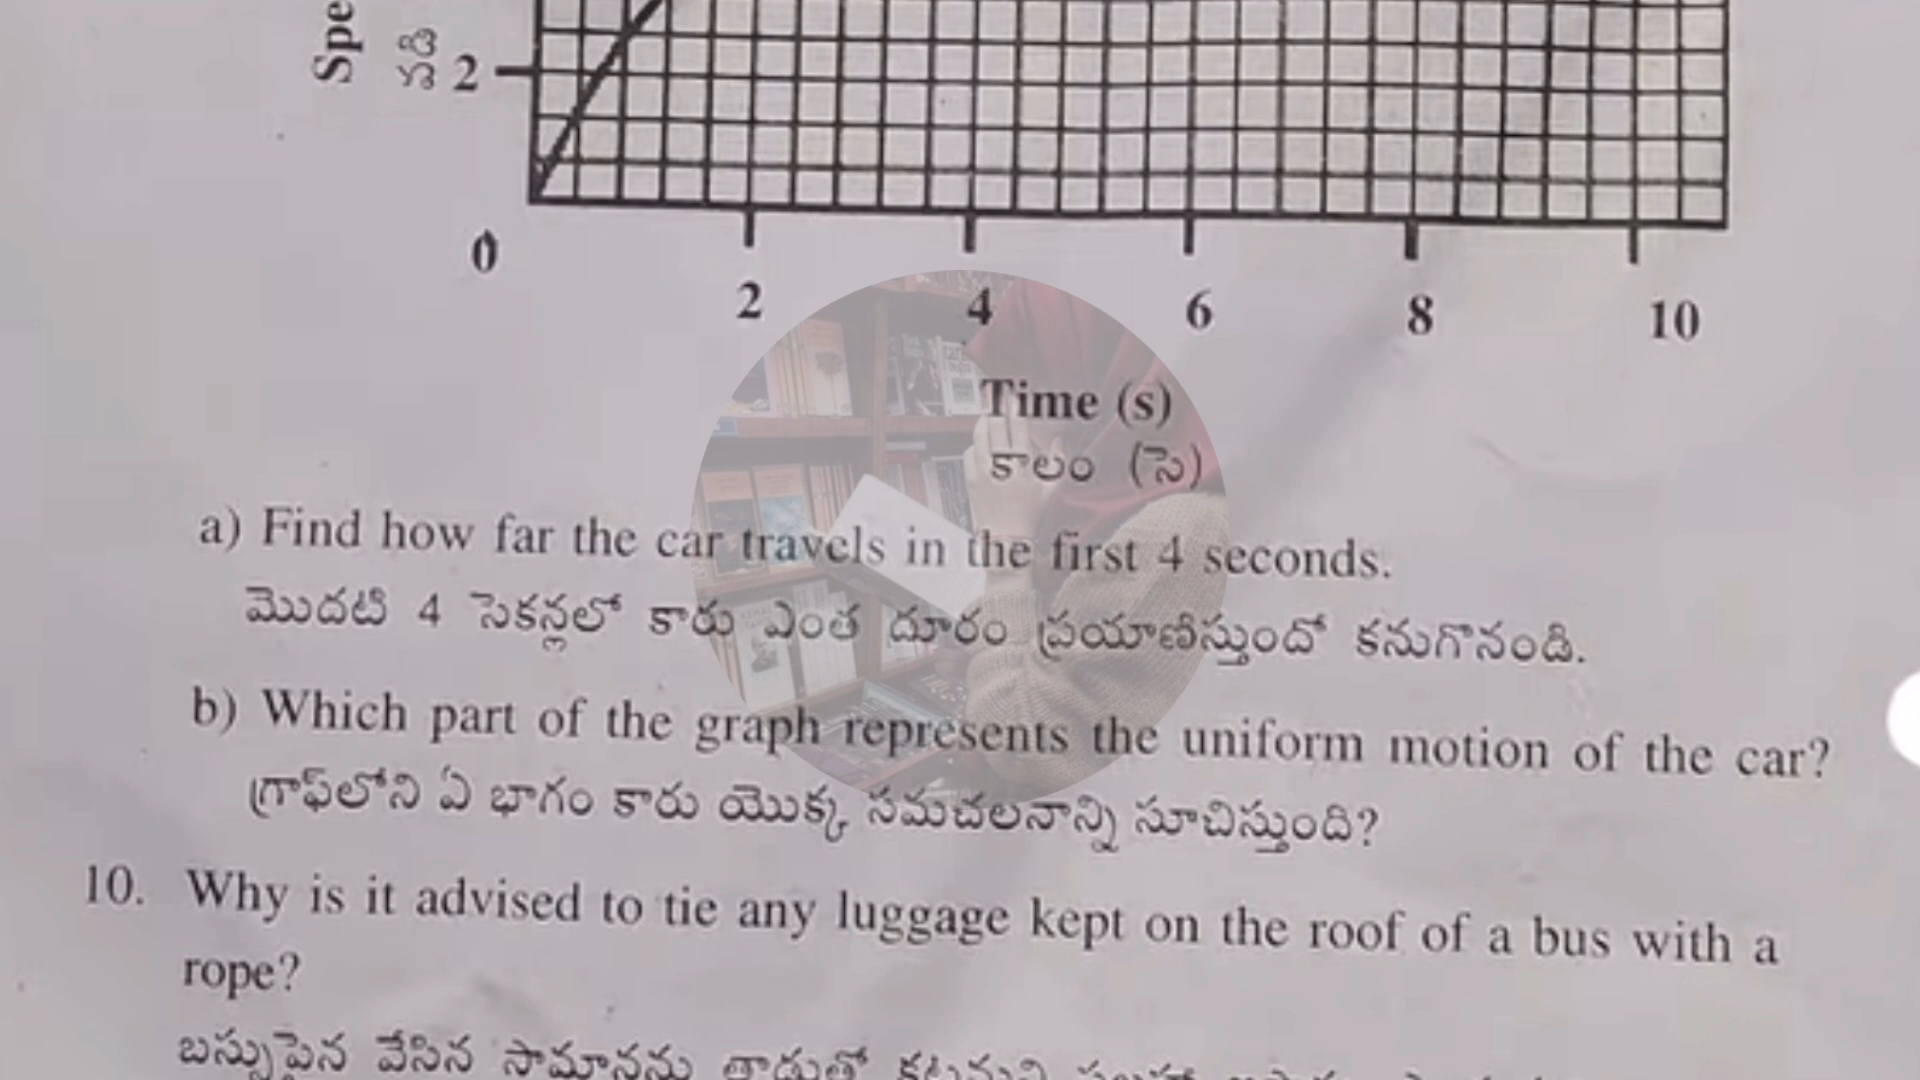 Spe
వడి
2
0
2 4 6 8 10
Time (s)
కాలం (సె)
a) Find how far the car travels in the first 4 seconds.
మొదటి 4 సెకన్లలో కారు ఎంత దూరం ప్రయాణిస్తుందో కనుగొనండి.
b) Which part of the graph represents the uniform motion of the car?
గ్రాఫ్‌లోని ఏ భాగం కారు యొక్క సమచలనాన్ని సూచిస్తుంది?
10. Why is it advised to tie any luggage kept on the roof of a bus with a
rope?
బస్సుపైన వేసిన సామానను తాడుతో